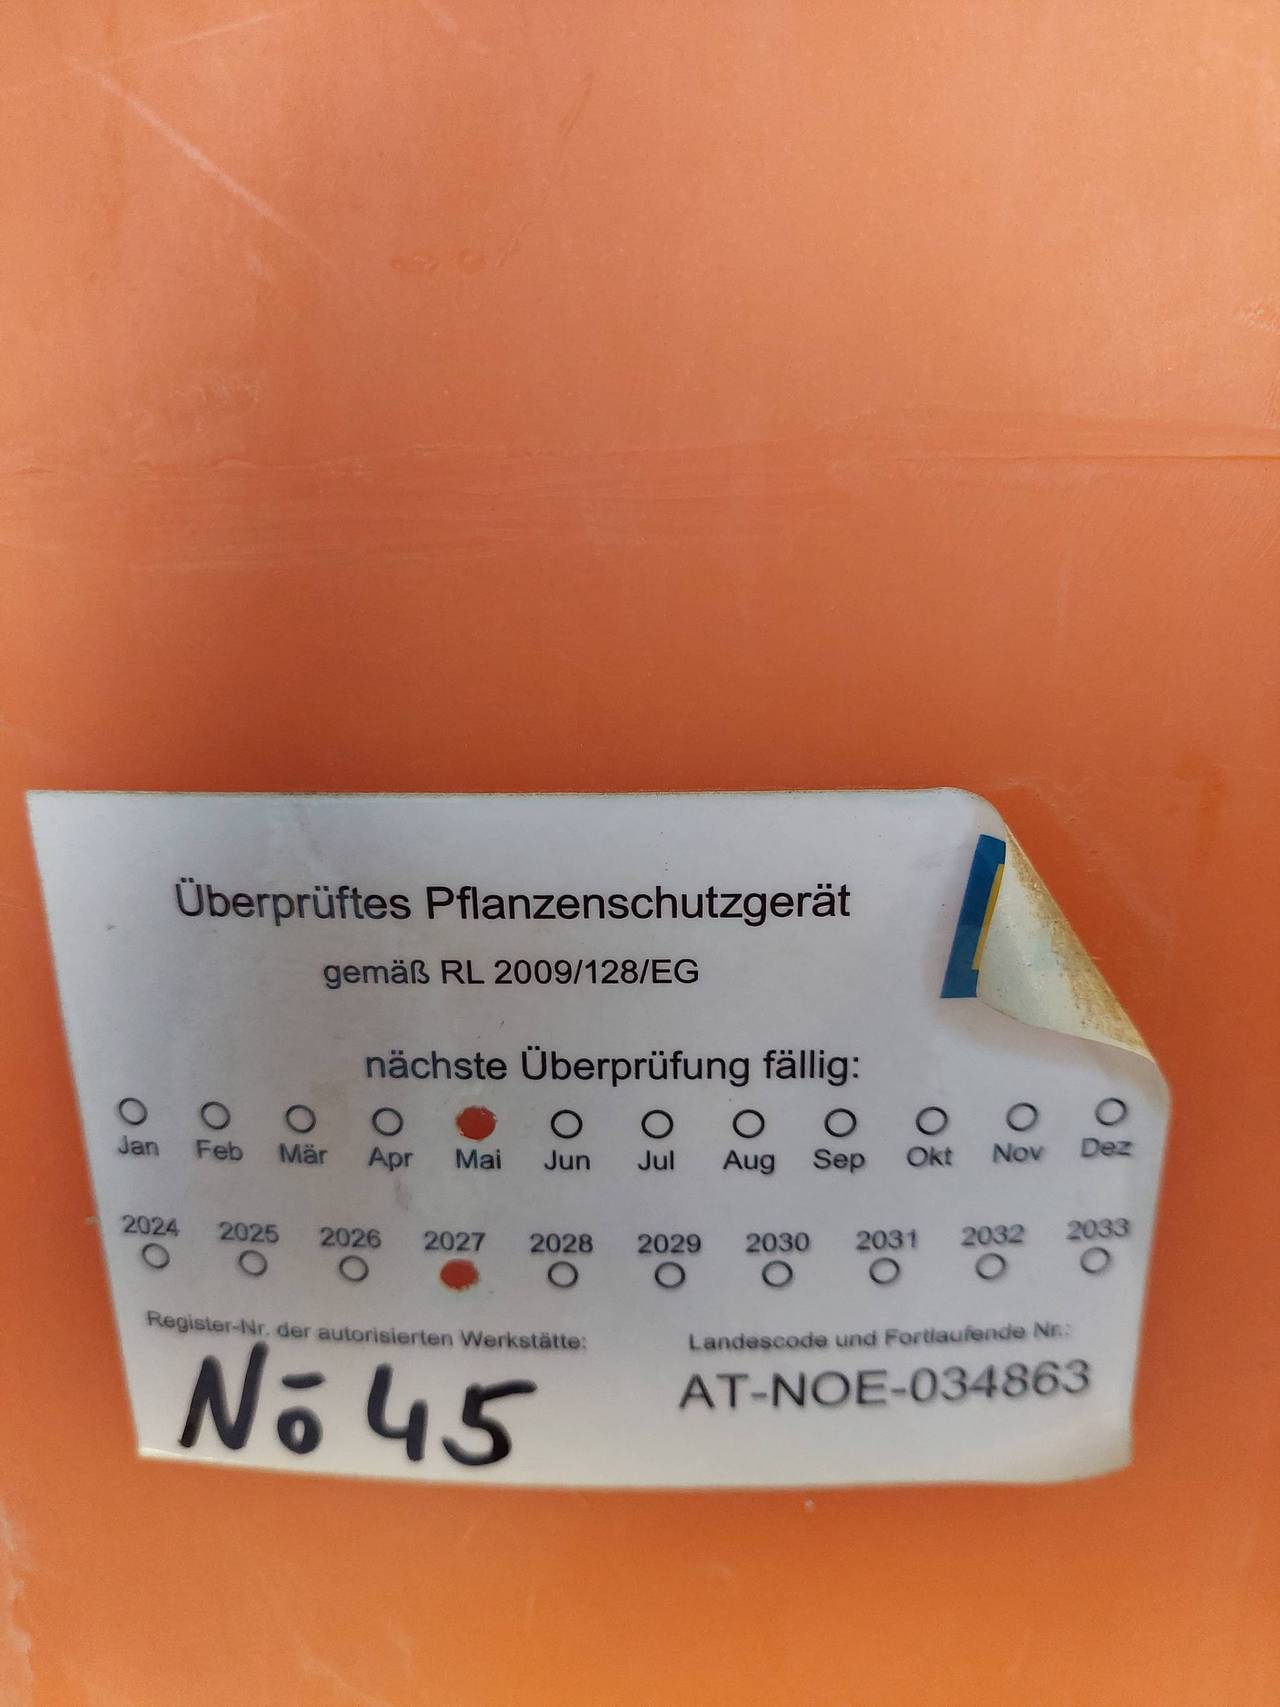 Überprüftes Pflanzenschutzgerät
gemäß RL 2009/128/EG
nächste Überprüfung fällig:
Jan Feb Mär Apr Mai Jun Jul Aug Sep Okt Nov Dez
2024 2025 2026 2027 2028 2029 2030 2031 2032 2033
Register-Nr. der autorisierten Werkstätte:
Nō 45
Landescode und Fortlaufende Nr.:
AT-NOE-034863